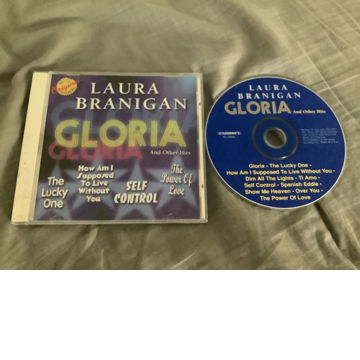 LAURA
BRANIGAN
GLORIA
GLORIA
And Other Hits
The Lucky One
How Am I Supposed To Live Without You
SELF CONTROL
The Power Of Love
LAURA
BRANIGAN
GLORIA And Other Hits
Gloria - The Lucky One -
How Am I Supposed To Live Without You -
Dim All The Lights - Ti Amo -
Self Control - Spanish Eddie -
Show Me Heaven - Over You -
The Power Of Love